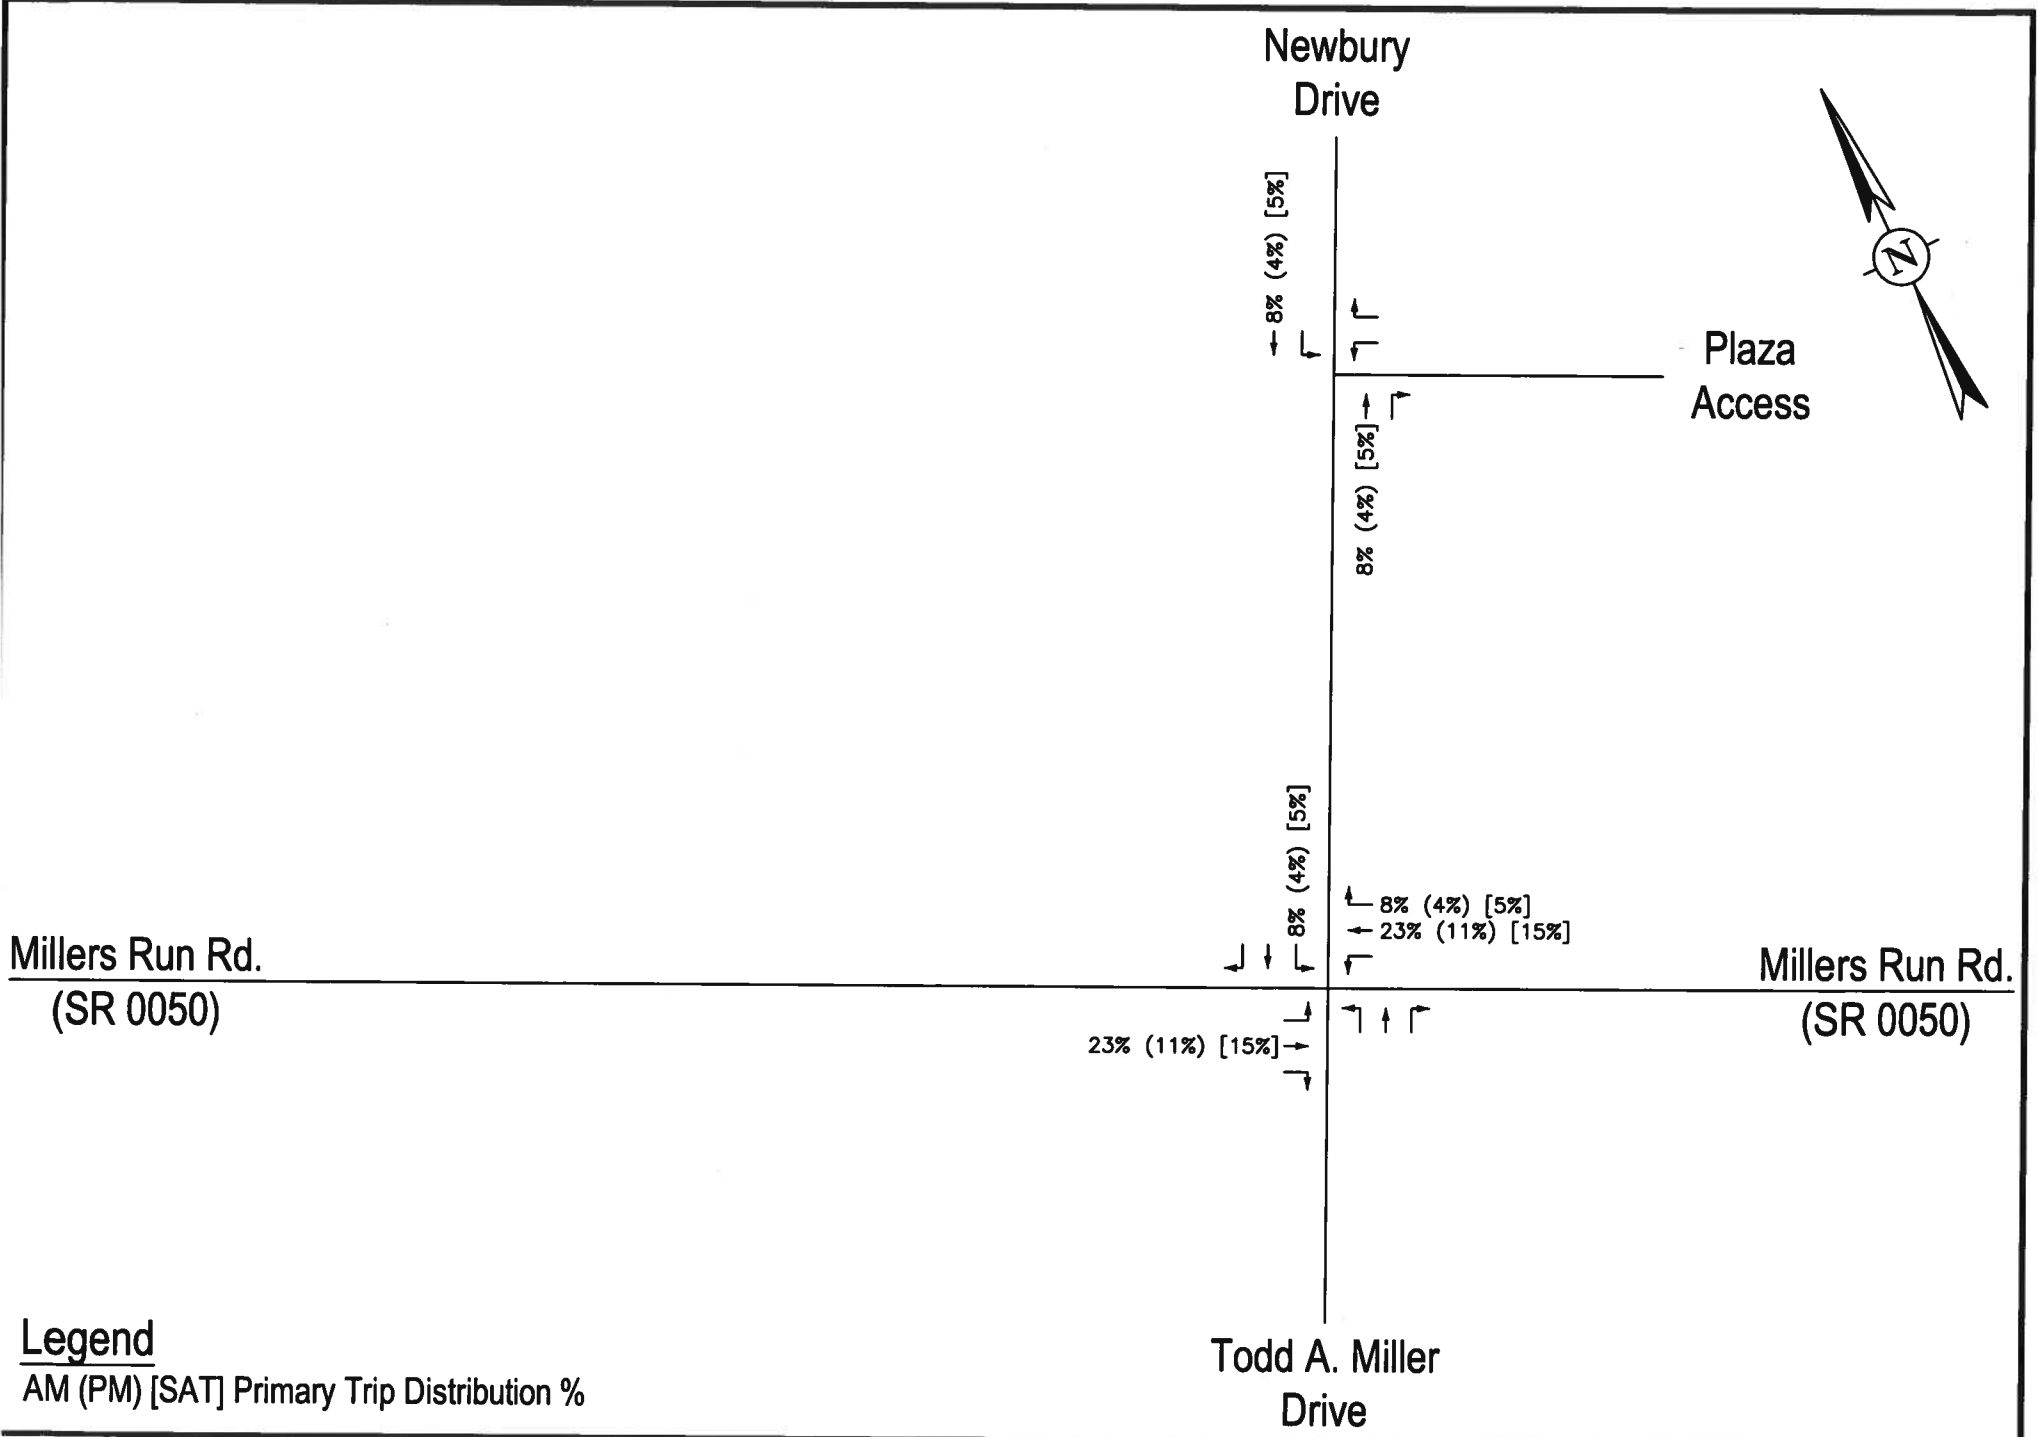 Newbury
Drive
8% (4%) [5%]
N
Plaza
Access
8% (4%) [5%]
8% (4%) [5%]
8% (4%) [5%]
23% (11%) [15%]
Millers Run Rd.
(SR 0050)
Millers Run Rd.
(SR 0050)
23% (11%) [15%]
Legend
AM (PM) [SAT] Primary Trip Distribution %
Todd A. Miller
Drive